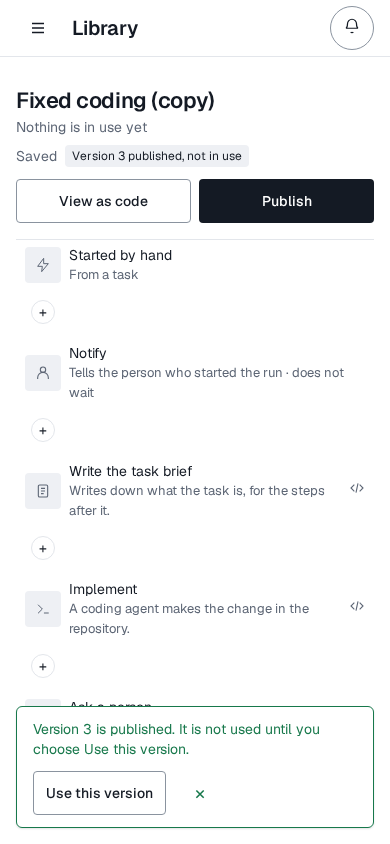 Library
Fixed coding (copy)
Nothing is in use yet
Saved Version 3 published, not in use
View as code Publish
Started by hand
From a task
Notify
Tells the person who started the run · does not
wait
Write the task brief
Writes down what the task is, for the steps
after it.
Implement
A coding agent makes the change in the
repository.
Ask a person
Version 3 is published. It is not used until you
choose Use this version.
Use this version